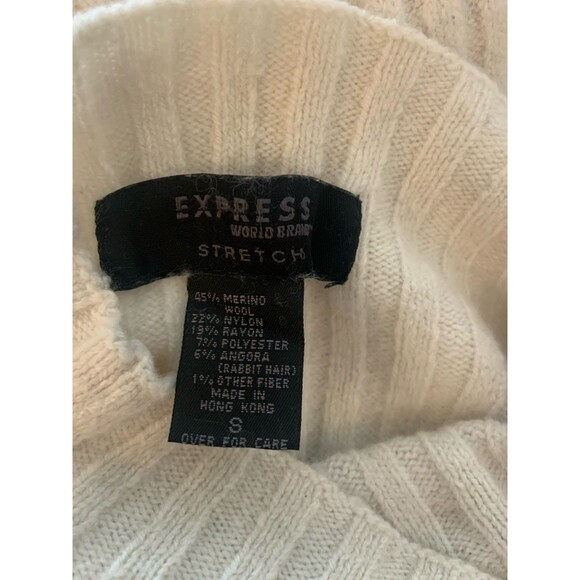 EXPRESS
WORLD BRAND
STRETCH
45% MERINO
WOOL
22% NYLON
19% RAYON
7% POLYESTER
6% ANGORA
(RABBIT HAIR)
1% OTHER FIBER
MADE IN
HONG KONG
S
OVER FOR CARE